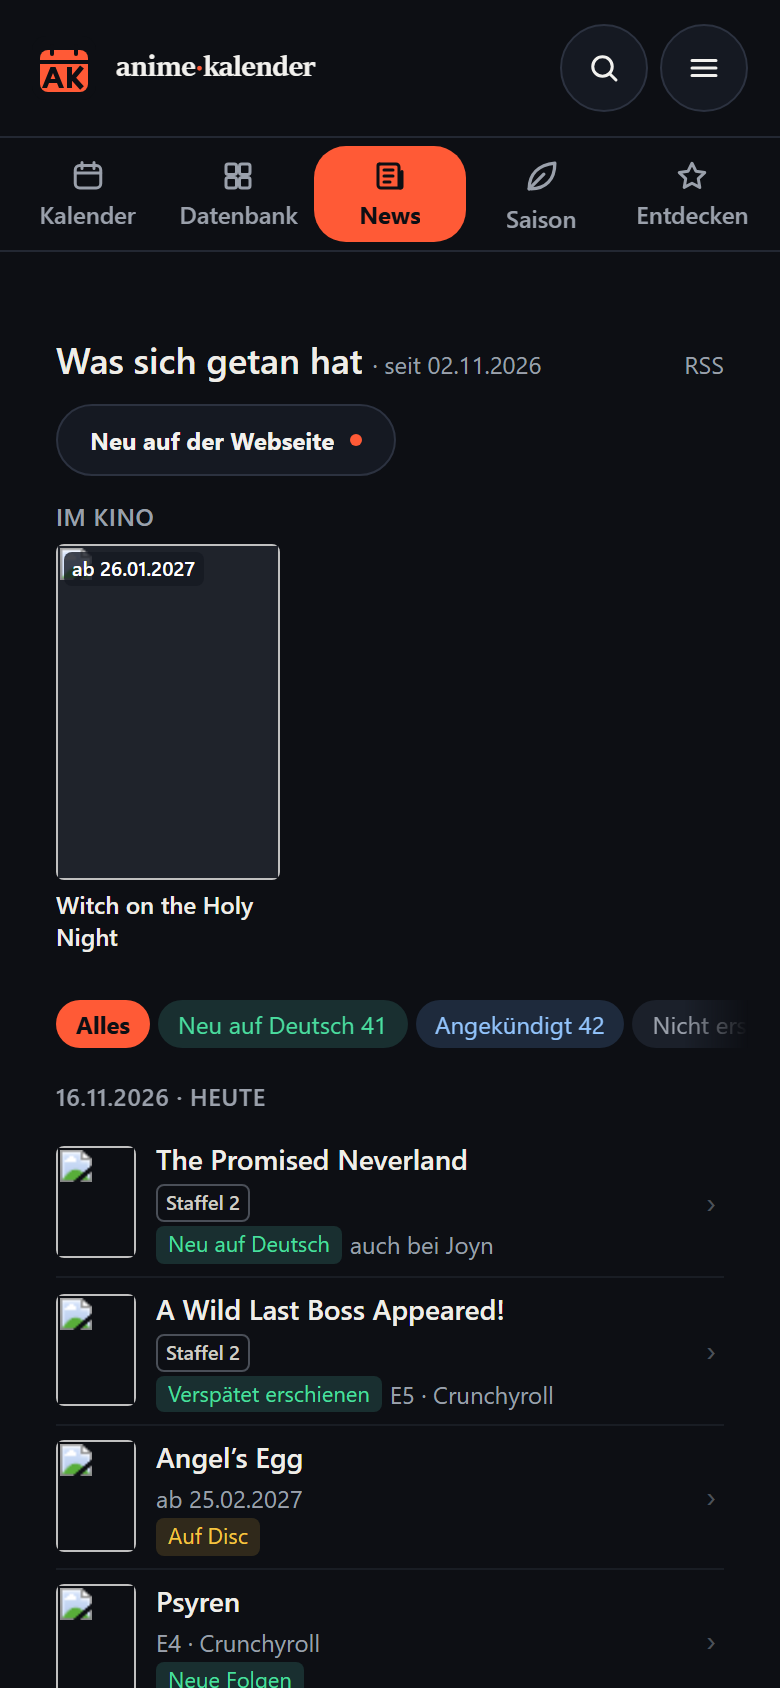 AK
anime·kalender
Kalender
Datenbank
News
Saison
Entdecken
Was sich getan hat · seit 02.11.2026
RSS
Neu auf der Webseite
IM KINO
ab 26.01.2027
Witch on the Holy
Night
Alles
Neu auf Deutsch 41
Angekündigt 42
Nicht ers
16.11.2026 · HEUTE
The Promised Neverland
Staffel 2
Neu auf Deutsch auch bei Joyn
A Wild Last Boss Appeared!
Staffel 2
Verspätet erschienen E5 · Crunchyroll
Angel’s Egg
ab 25.02.2027
Auf Disc
Psyren
E4 · Crunchyroll
Neue Folgen